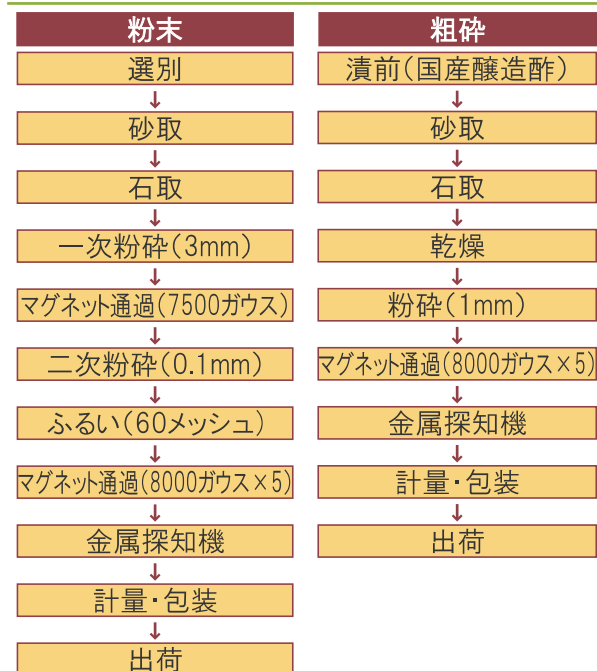 粉末
選別
↓
砂取
↓
石取
↓
一次粉砕(3mm)
↓
マグネット通過(7500ガウス)
↓
二次粉砕(0.1mm)
↓
ふるい(60メッシュ)
↓
マグネット通過(8000ガウス×5)
↓
金属探知機
↓
計量・包装
↓
出荷
粗砕
漬前(国産醸造酢)
↓
砂取
↓
石取
↓
乾燥
↓
粉砕(1mm)
↓
マグネット通過(8000ガウス×5)
↓
金属探知機
↓
計量・包装
↓
出荷